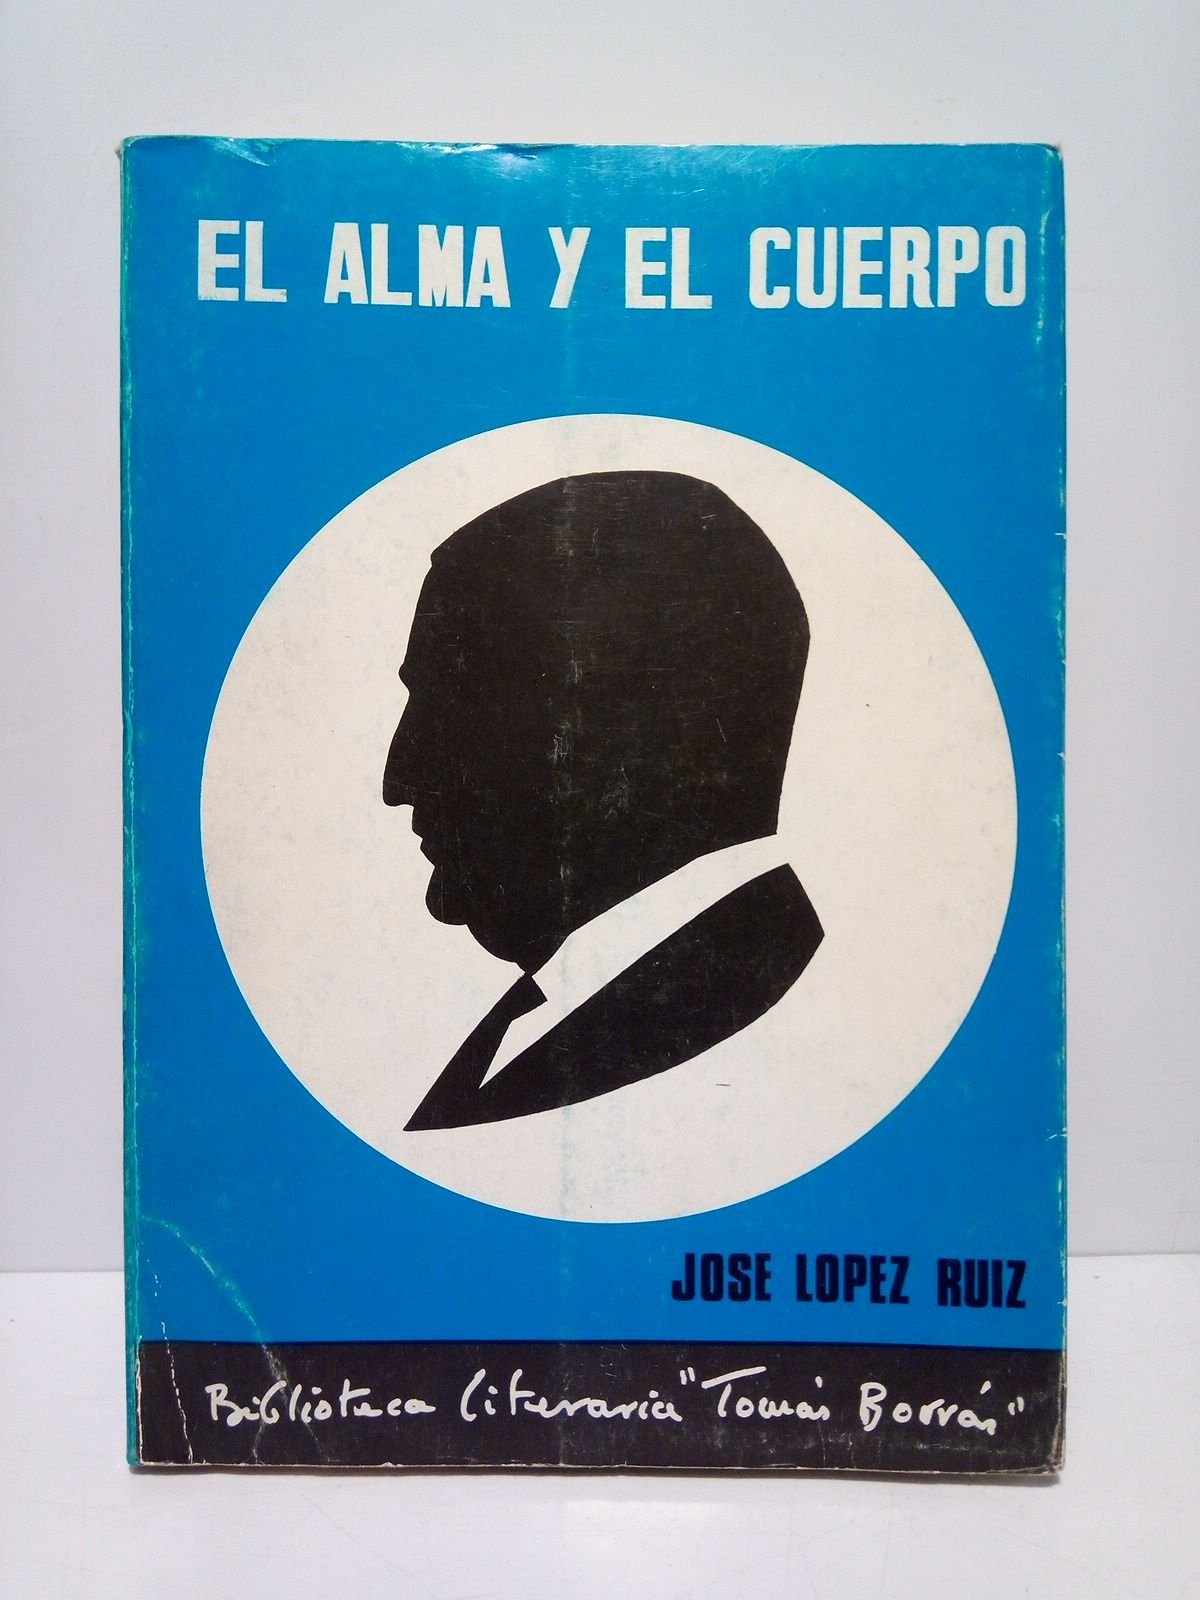 EL ALMA Y EL CUERPO
JOSE LOPEZ RUIZ
Biblioteca literaria "Tomás Borrás"